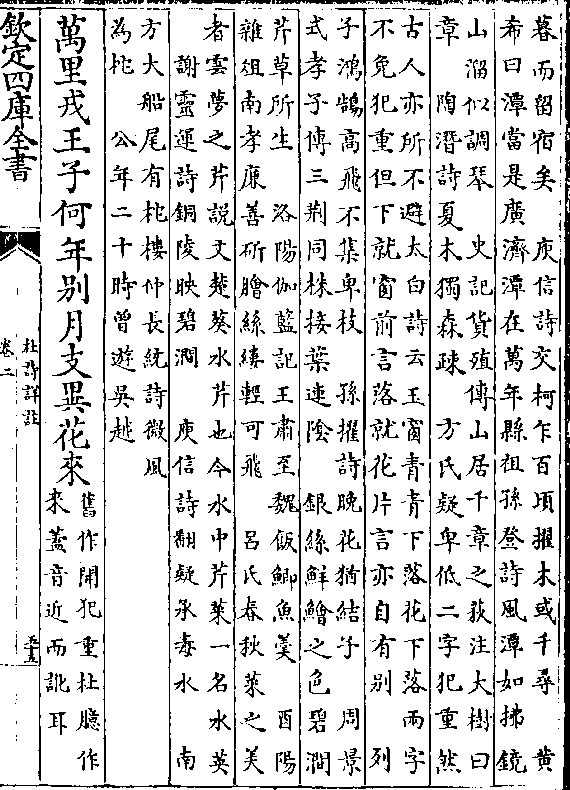 暮而留宿矣　庾信詩交柯乍百頃擢本或千尋　黄
希曰潭當是廣濟潭在萬年縣祖孫登詩風潭如拂鏡
山溜似調琴　史記貨殖傳山居千章之萩注大樹曰
章　陶潛詩夏木獨森疎　方氏疑卑低二字犯重然
古人亦所不避太白詩云玉窗青青下落花下落兩字
不免犯重但下就窗前言落就花片言亦自有别　列
子鴻鵠高飛不集卑枝　孫擢詩晚花猶結子　周景
式孝子傳三荆同株接葉連陰　銀絲鮮鱠之色碧澗
芹草所生　洛陽伽藍記王肅至魏飯鯽魚羹　酉陽
雜俎南孝廉善斫膾絲縷輕可飛　吕氏春秋菜之美
者雲夢之芹説文楚葵水芹也今水中芹菜一名水英
謝靈運詩銅陵映碧澗　庾信詩翻疑承毒水　南
方大船尾有柁樓仲長統詩微風
為柁　公年二十時曾遊吳越
萬里戎王子何年别月支異花來
舊作開犯重杜臆作
來蓋音近而訛耳
欽定四庫全書
杜詩詳註
卷二
五五